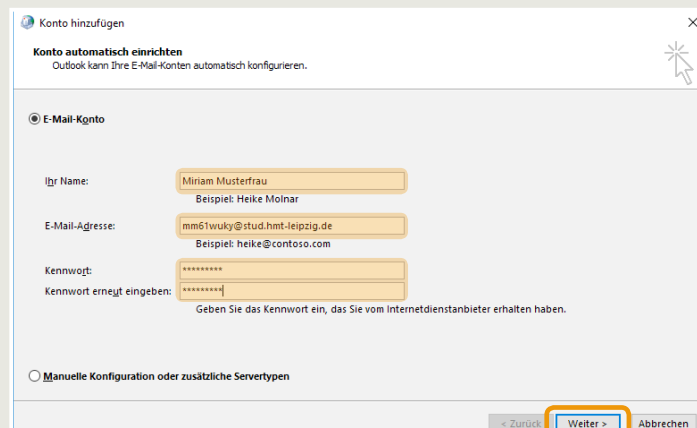 Konto hinzufügen
Konto automatisch einrichten
Outlook kann Ihre E-Mail-Konten automatisch konfigurieren.
E-Mail-Konto
Ihr Name: Miriam Musterfrau
Beispiel: Heike Molnar
E-Mail-Adresse: mm61wuky@stud.hmt-leipzig.de
Beispiel: heike@contoso.com
Kennwort: *********
Kennwort erneut eingeben: *********
Geben Sie das Kennwort ein, das Sie vom Internetdienstanbieter erhalten haben.
Manuelle Konfiguration oder zusätzliche Servertypen
< Zurück Weiter > Abbrechen